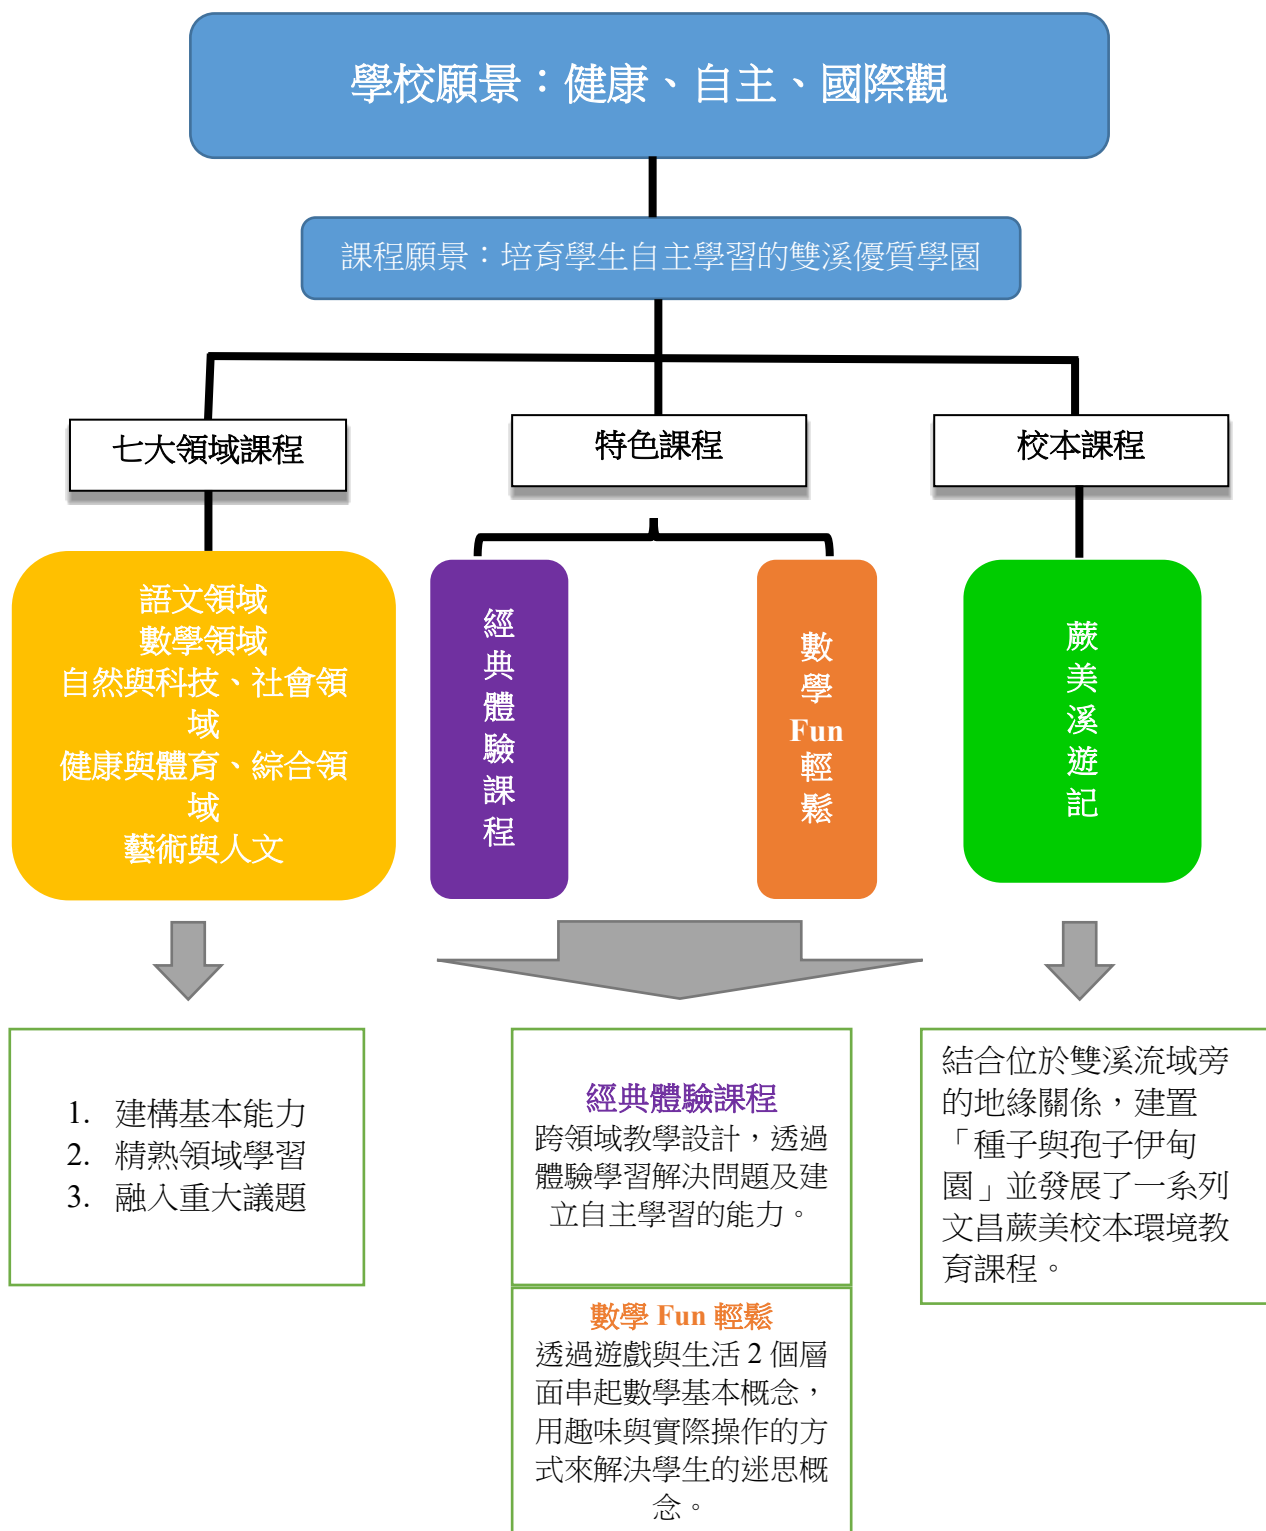 學校願景：健康、自主、國際觀
課程願景：培育學生自主學習的雙溪優質學園
七大領域課程
特色課程
校本課程
語文領域
數學領域
自然與科技、社會領
域
健康與體育、綜合領
域
藝術與人文
經典體驗課程
數學Fun輕鬆
蕨美溪遊記
1. 建構基本能力
2. 精熟領域學習
3. 融入重大議題
經典體驗課程
跨領域教學設計，透過
體驗學習解決問題及建
立自主學習的能力。
數學 Fun 輕鬆
透過遊戲與生活 2 個層
面串起數學基本概念，
用趣味與實際操作的方
式來解決學生的迷思概
念。
結合位於雙溪流域旁
的地緣關係，建置
「種子與孢子伊甸
園」並發展了一系列
文昌蕨美校本環境教
育課程。